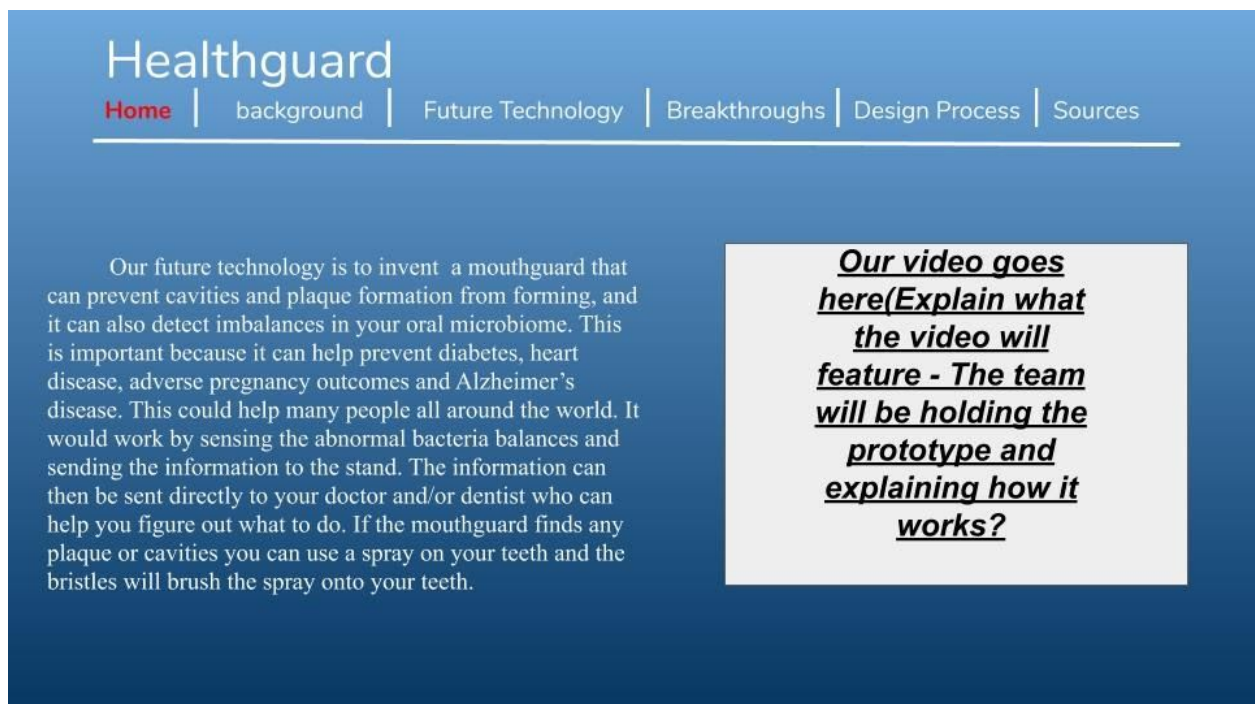 Healthguard
Home | background | Future Technology | Breakthroughs | Design Process | Sources
Our future technology is to invent a mouthguard that
can prevent cavities and plaque formation from forming, and
it can also detect imbalances in your oral microbiome. This
is important because it can help prevent diabetes, heart
disease, adverse pregnancy outcomes and Alzheimer’s
disease. This could help many people all around the world. It
would work by sensing the abnormal bacteria balances and
sending the information to the stand. The information can
then be sent directly to your doctor and/or dentist who can
help you figure out what to do. If the mouthguard finds any
plaque or cavities you can use a spray on your teeth and the
bristles will brush the spray onto your teeth.
Our video goes
here(Explain what
the video will
feature - The team
will be holding the
prototype and
explaining how it
works?